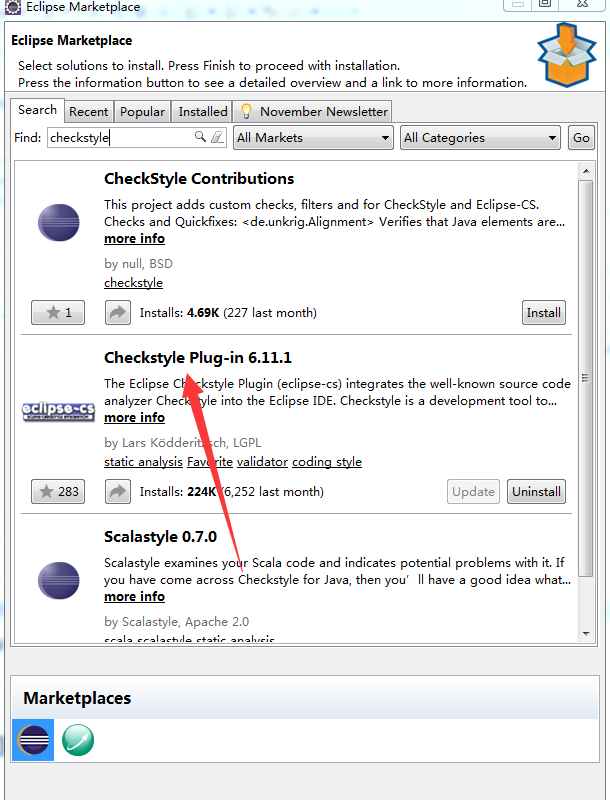 Eclipse Marketplace
Eclipse Marketplace
Select solutions to install. Press Finish to proceed with installation.
Press the information button to see a detailed overview and a link to more information.
Search Recent Popular Installed November Newsletter
Find: checkstyle All Markets All Categories Go
CheckStyle Contributions
This project adds custom checks, filters and for CheckStyle and Eclipse-CS.
Checks and Quickfixes: <de.unkrig.Alignment> Verifies that Java elements are...
more info
by null, BSD
checkstyle
1 Installs: 4.69K (227 last month) Install
Checkstyle Plug-in 6.11.1
The Eclipse Checkstyle Plugin (eclipse-cs) integrates the well-known source code
eclipse-cs
analyzer Checkstyle into the Eclipse IDE. Checkstyle is a development tool to...
more info
by Lars Ködderitzsch, LGPL
static analysis Favorite validator coding style
283 Installs: 224K (6,252 last month) Update Uninstall
Scalastyle 0.7.0
Scalastyle examines your Scala code and indicates potential problems with it. If
you have come across Checkstyle for Java, then you'll have a good idea what...
more info
by Scalastyle, Apache 2.0
scala scalastyle static analysis
Marketplaces